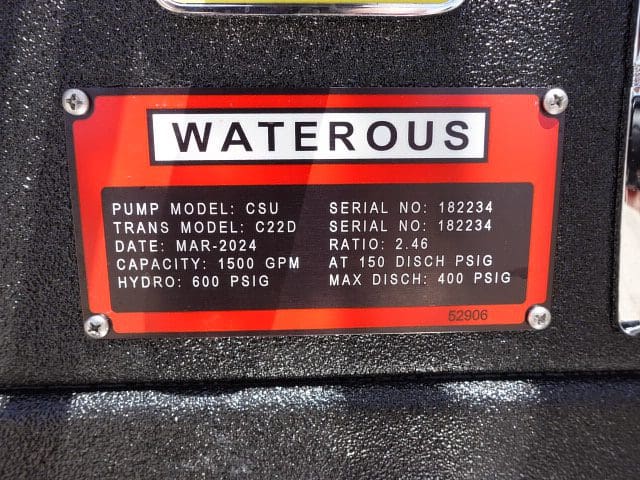 WATEROUS
PUMP MODEL: CSU SERIAL NO: 182234
TRANS MODEL: C22D SERIAL NO: 182234
DATE: MAR-2024 RATIO: 2.46
CAPACITY: 1500 GPM AT 150 DISCH PSIG
HYDRO: 600 PSIG MAX DISCH: 400 PSIG
52906